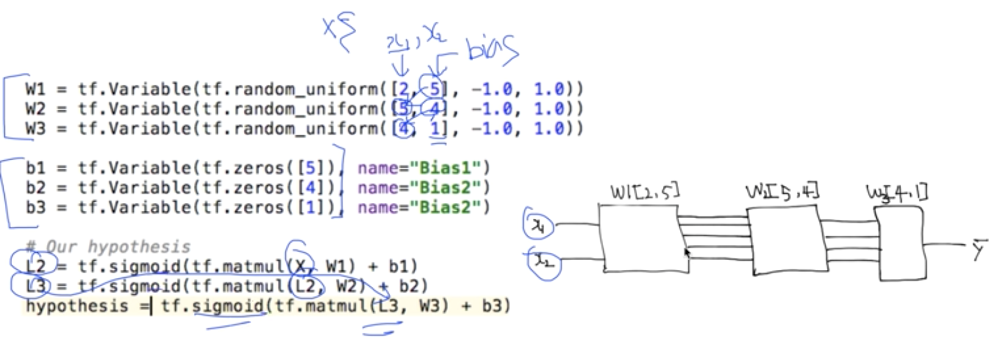 x
x1, x2
bias
W1 = tf.Variable(tf.random_uniform([2, 5], -1.0, 1.0))
W2 = tf.Variable(tf.random_uniform([5, 4], -1.0, 1.0))
W3 = tf.Variable(tf.random_uniform([4, 1], -1.0, 1.0))
b1 = tf.Variable(tf.zeros([5]), name="Bias1")
b2 = tf.Variable(tf.zeros([4]), name="Bias2")
b3 = tf.Variable(tf.zeros([1]), name="Bias2")
# Our hypothesis
L2 = tf.sigmoid(tf.matmul(X, W1) + b1)
L3 = tf.sigmoid(tf.matmul(L2, W2) + b2)
hypothesis = tf.sigmoid(tf.matmul(L3, W3) + b3)
W1[2,5] W2[5,4] W3[4,1]
x1
x2
Y